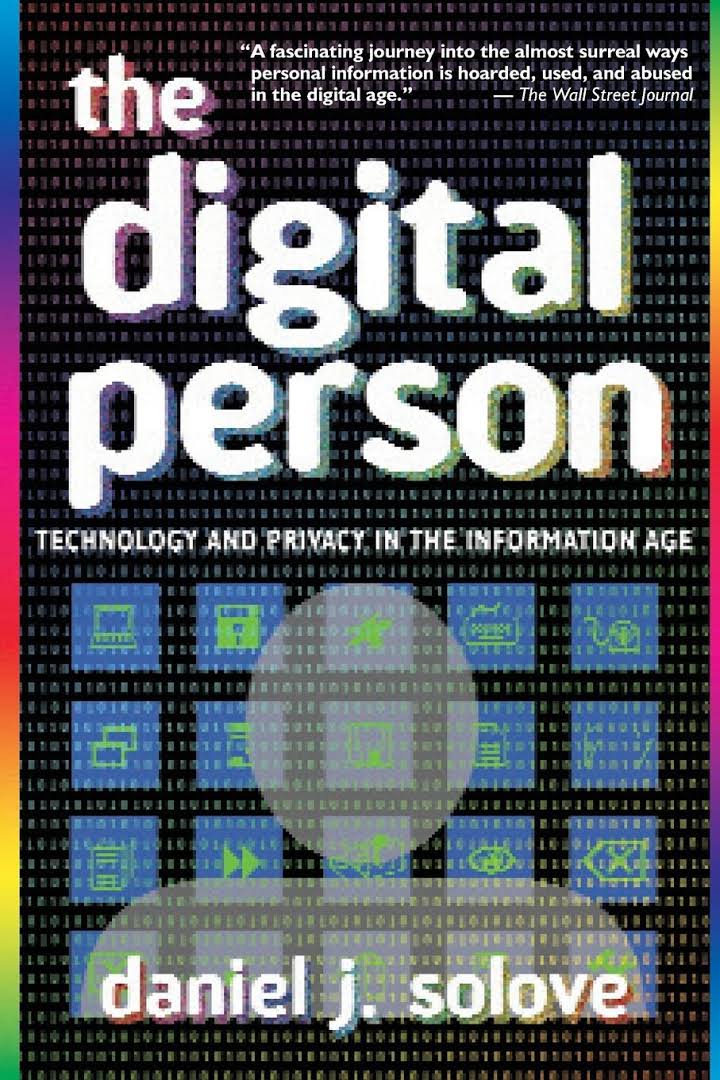 the
“A fascinating journey into the almost surreal ways
personal information is hoarded, used, and abused
in the digital age.” — The Wall Street Journal
digital
person
TECHNOLOGY AND PRIVACY IN THE INFORMATION AGE
daniel j. solove